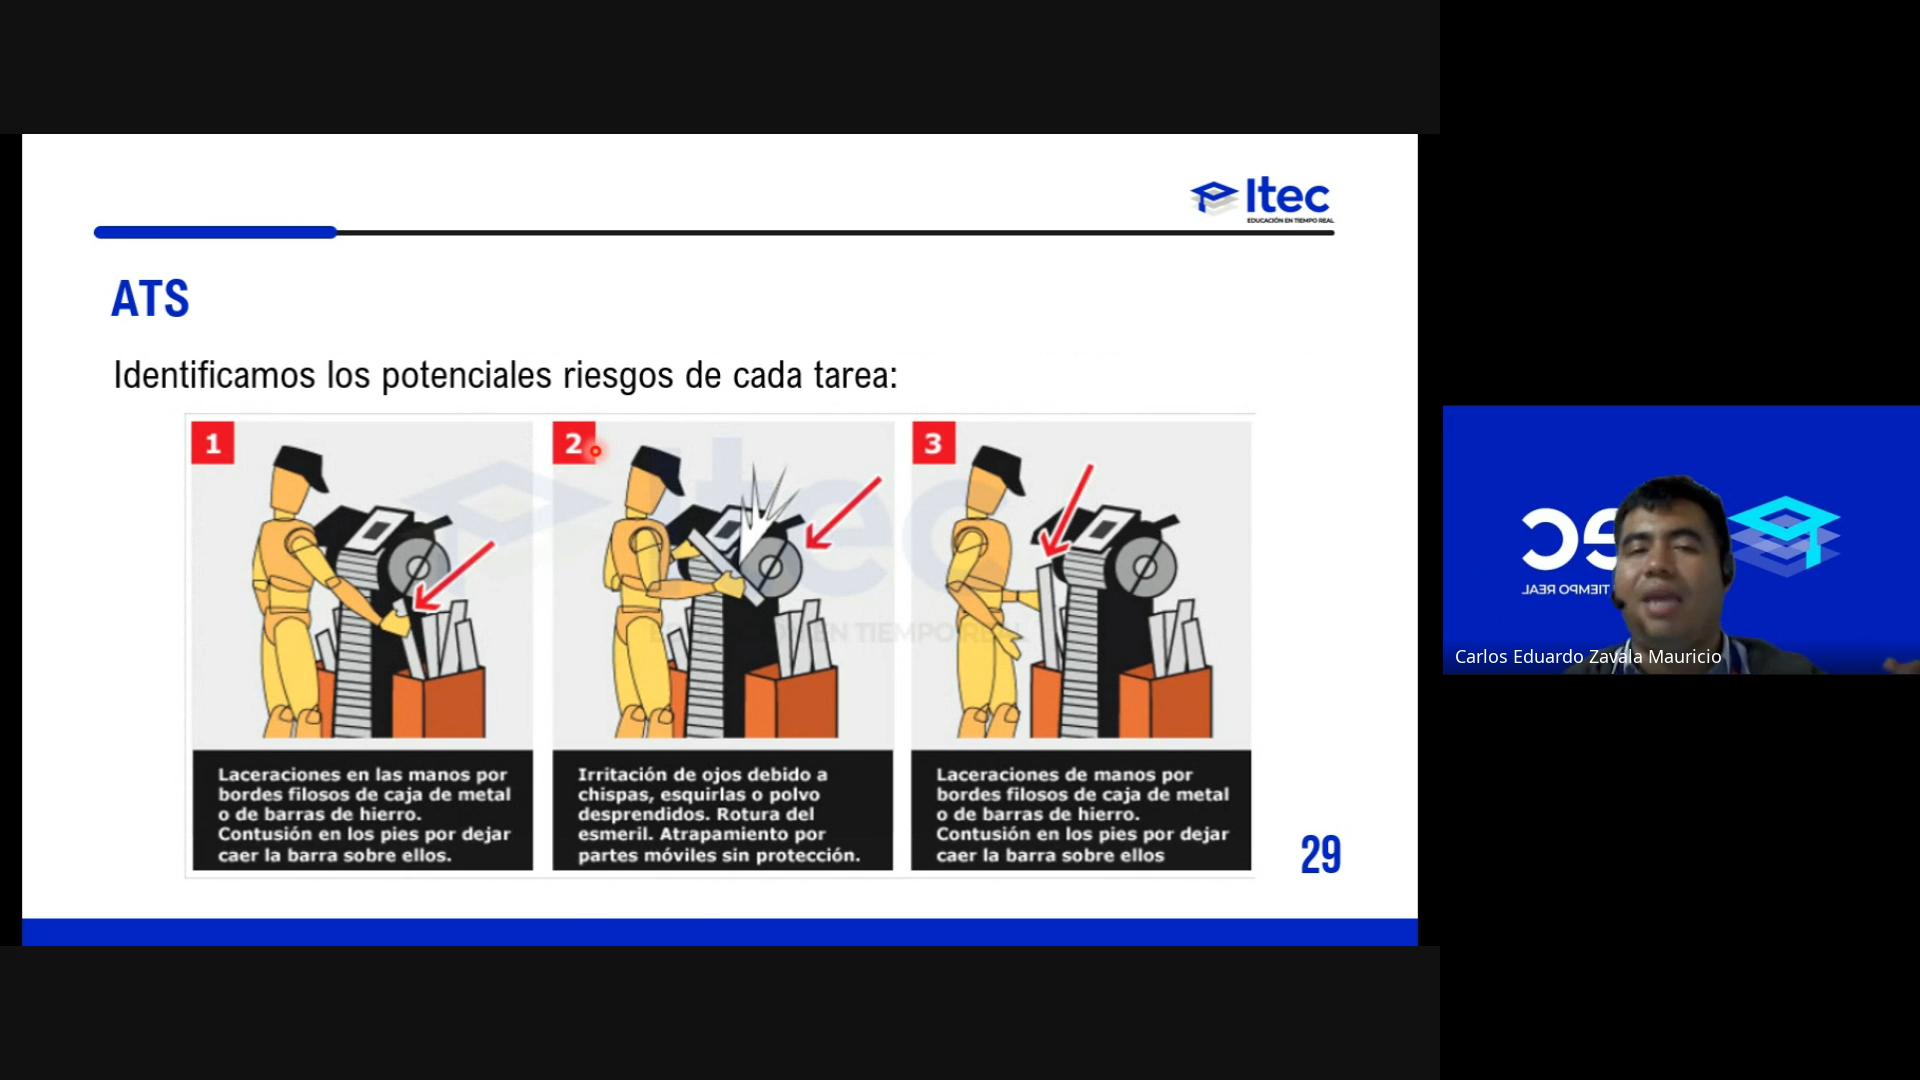 Itec
EDUCACIÓN EN TIEMPO REAL
ATS
Identificamos los potenciales riesgos de cada tarea:
1
2
3
Laceraciones en las manos por
bordes filosos de caja de metal
o de barras de hierro.
Contusión en los pies por dejar
caer la barra sobre ellos.
Irritación de ojos debido a
chispas, esquirlas o polvo
desprendidos. Rotura del
esmeril. Atrapamiento por
partes móviles sin protección.
Laceraciones de manos por
bordes filosos de caja de metal
o de barras de hierro.
Contusión en los pies por dejar
caer la barra sobre ellos
29
TIEMPO REAL
Carlos Eduardo Zavala Mauricio